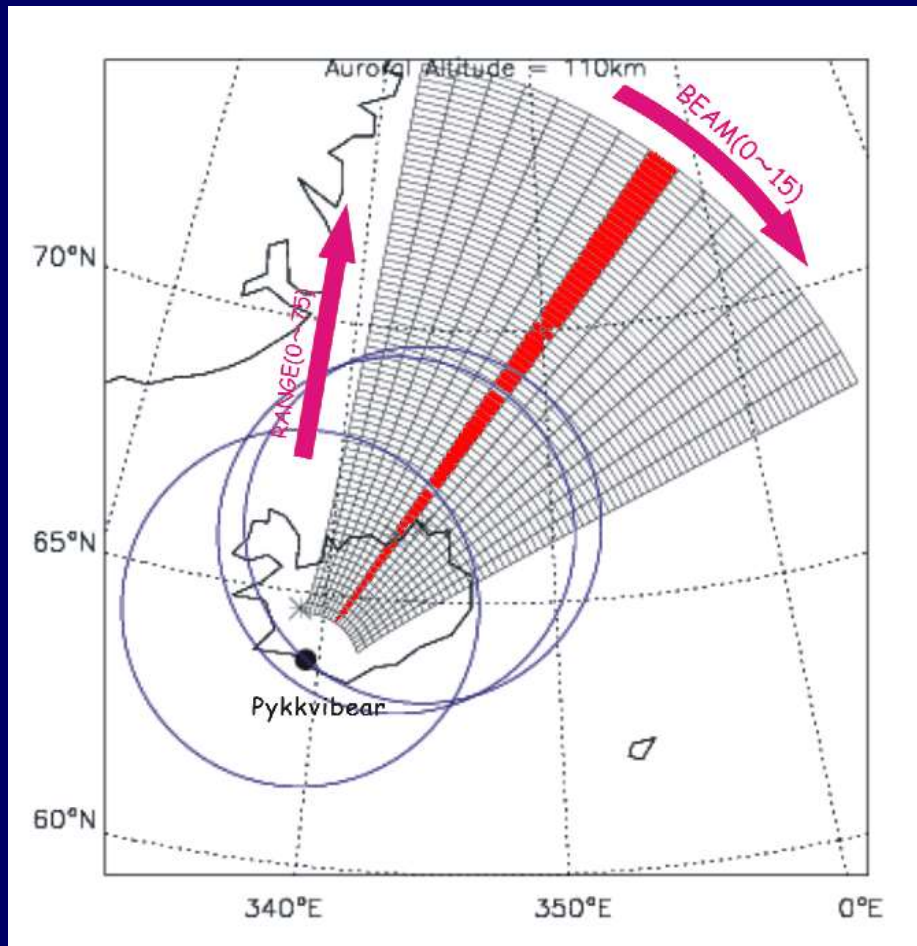 Auroral Altitude = 110km
BEAM(0~15)
70°N
RANGE(0~75)
65°N
Pykkvibear
60°N
340°E
350°E
0°E